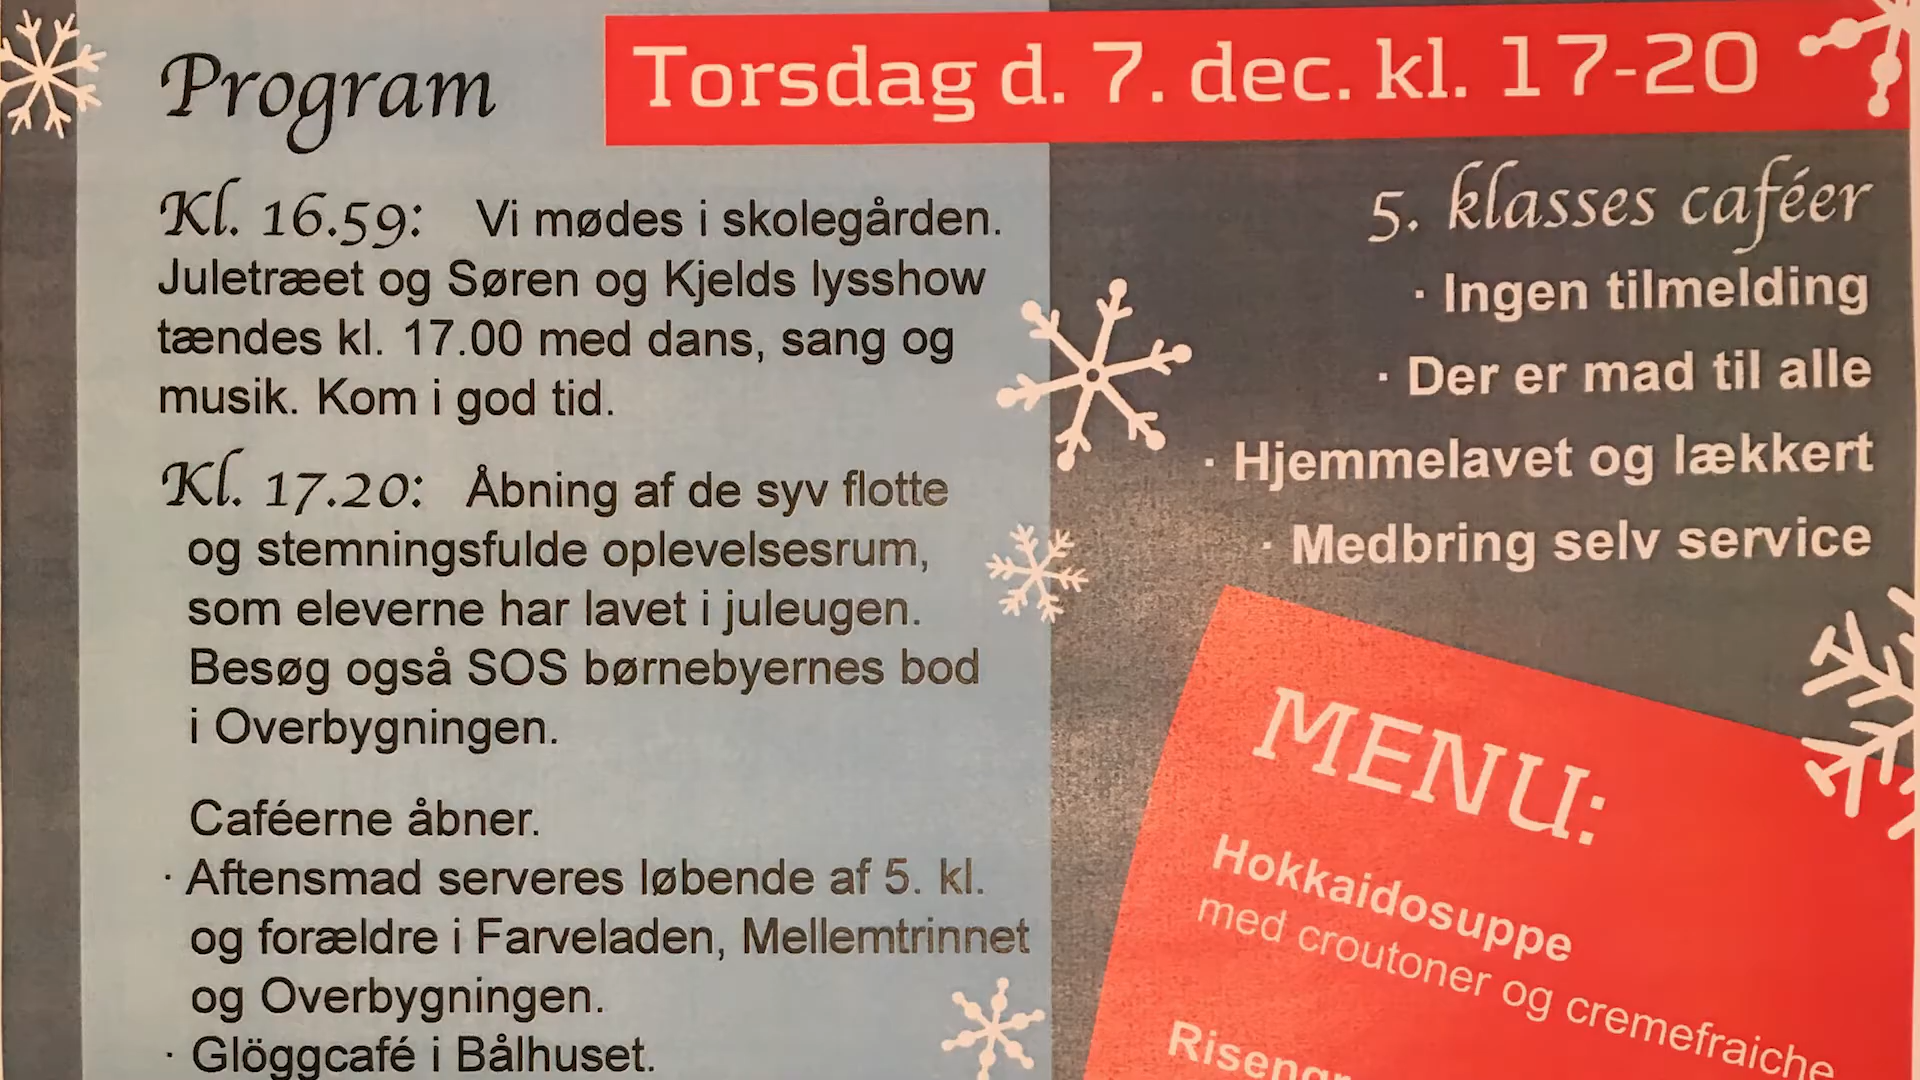 Program
Torsdag d. 7. dec. kl. 17-20
Kl. 16.59: Vi mødes i skolegården.
Juletræet og Søren og Kjelds lysshow
tændes kl. 17.00 med dans, sang og
musik. Kom i god tid.
Kl. 17.20: Åbning af de syv flotte
og stemningsfulde oplevelsesrum,
som eleverne har lavet i juleugen.
Besøg også SOS børnebyernes bod
i Overbygningen.
Caféerne åbner.
· Aftensmad serveres løbende af 5. kl.
og forældre i Farveladen, Mellemtrinnet
og Overbygningen.
· Glöggcafé i Bålhuset.
5. klasses caféer
· Ingen tilmelding
· Der er mad til alle
· Hjemmelavet og lækkert
· Medbring selv service
MENU:
Hokkaidosuppe
med croutoner og cremefraiche